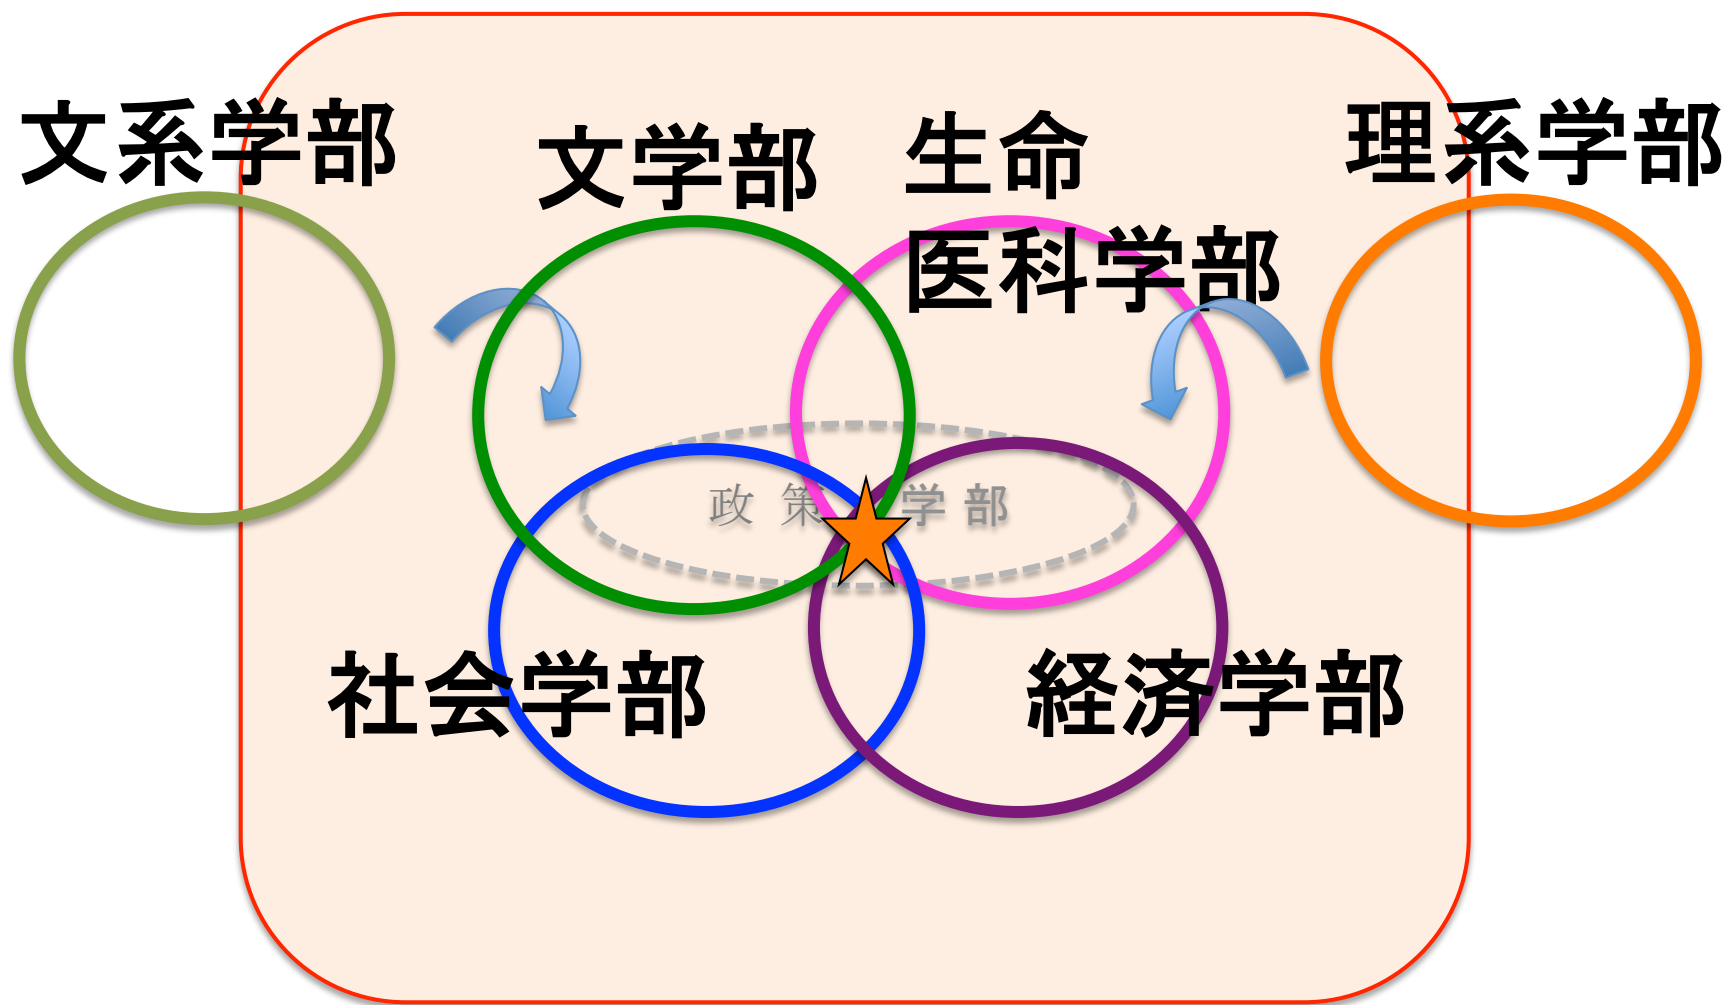 文系学部
文学部
生命
医科学部
理系学部
政策 学部
社会学部
経済学部